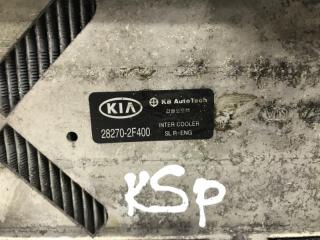 KIA
KB AutoTech
28270-2F400
INTER COOLER
SL R-ENG
KSP